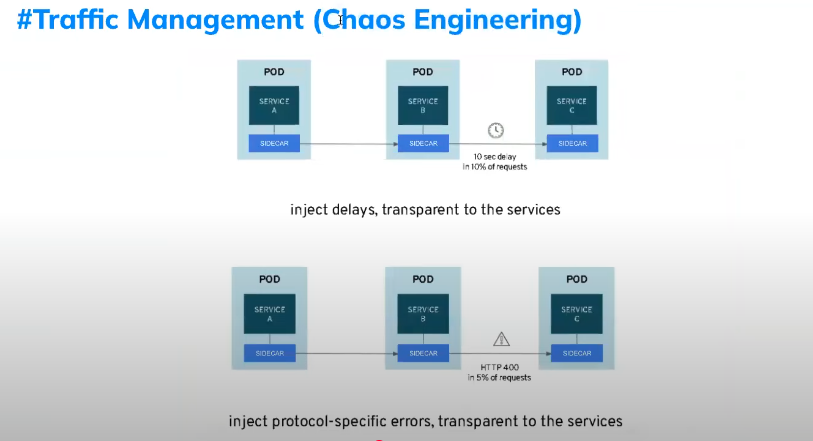 #Traffic Management (Chaos Engineering)
POD POD POD
SERVICE A SERVICE B SERVICE C
SIDECAR SIDECAR SIDECAR
10 sec delay
in 10% of requests
inject delays, transparent to the services
POD POD POD
SERVICE A SERVICE B SERVICE C
SIDECAR SIDECAR SIDECAR
HTTP 400
in 5% of requests
inject protocol-specific errors, transparent to the services